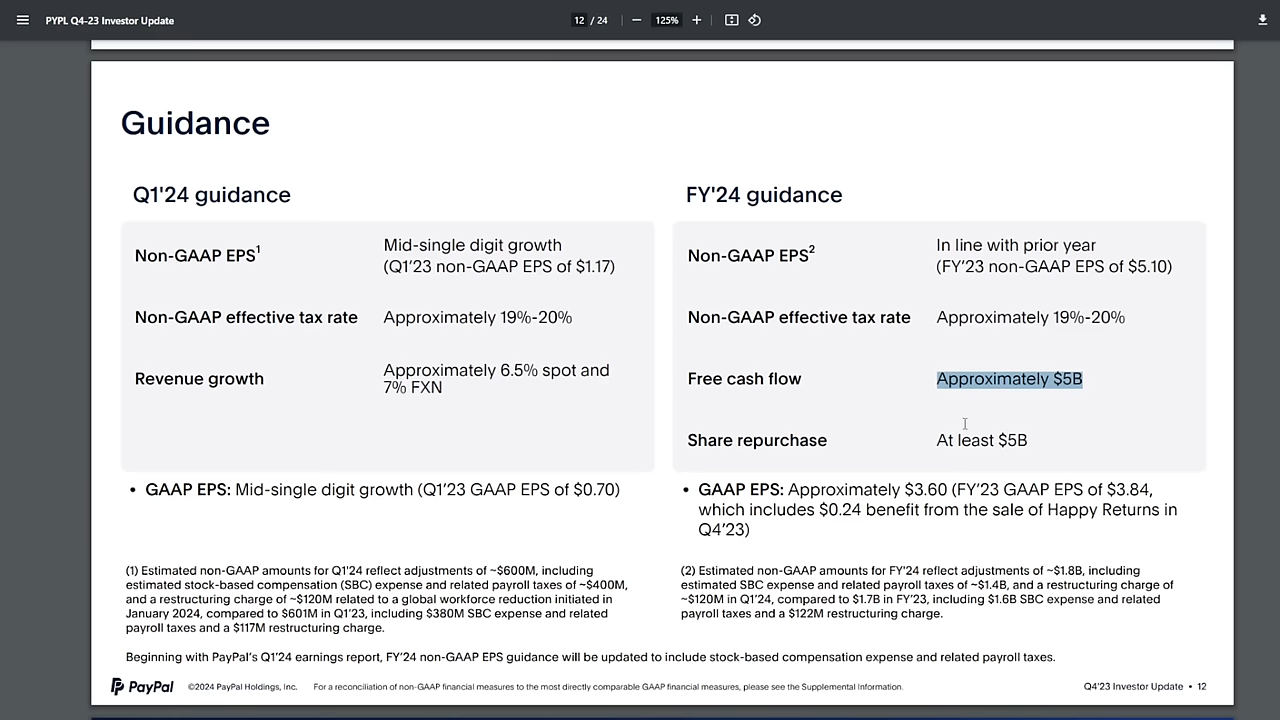 PYPL Q4-23 Investor Update
12 / 24
125%
Guidance
Q1'24 guidance
Non-GAAP EPS1
Mid-single digit growth
(Q1'23 non-GAAP EPS of $1.17)
Non-GAAP effective tax rate
Approximately 19%-20%
Revenue growth
Approximately 6.5% spot and
7% FXN
• GAAP EPS: Mid-single digit growth (Q1'23 GAAP EPS of $0.70)
FY'24 guidance
Non-GAAP EPS2
In line with prior year
(FY'23 non-GAAP EPS of $5.10)
Non-GAAP effective tax rate
Approximately 19%-20%
Free cash flow
Approximately $5B
Share repurchase
At least $5B
• GAAP EPS: Approximately $3.60 (FY'23 GAAP EPS of $3.84,
which includes $0.24 benefit from the sale of Happy Returns in
Q4'23)
(1) Estimated non-GAAP amounts for Q1'24 reflect adjustments of ~$600M, including
estimated stock-based compensation (SBC) expense and related payroll taxes of ~$400M,
and a restructuring charge of ~$120M related to a global workforce reduction initiated in
January 2024, compared to $601M in Q1'23, including $380M SBC expense and related
payroll taxes and a $117M restructuring charge.
(2) Estimated non-GAAP amounts for FY'24 reflect adjustments of ~$1.8B, including
estimated SBC expense and related payroll taxes of ~$1.4B, and a restructuring charge of
~$120M in Q1'24, compared to $1.7B in FY'23, including $1.6B SBC expense and related
payroll taxes and a $122M restructuring charge.
Beginning with PayPal's Q1'24 earnings report, FY'24 non-GAAP EPS guidance will be updated to include stock-based compensation expense and related payroll taxes.
PayPal
©2024 PayPal Holdings, Inc.
For a reconciliation of non-GAAP financial measures to the most directly comparable GAAP financial measures, please see the Supplemental Information.
Q4'23 Investor Update • 12